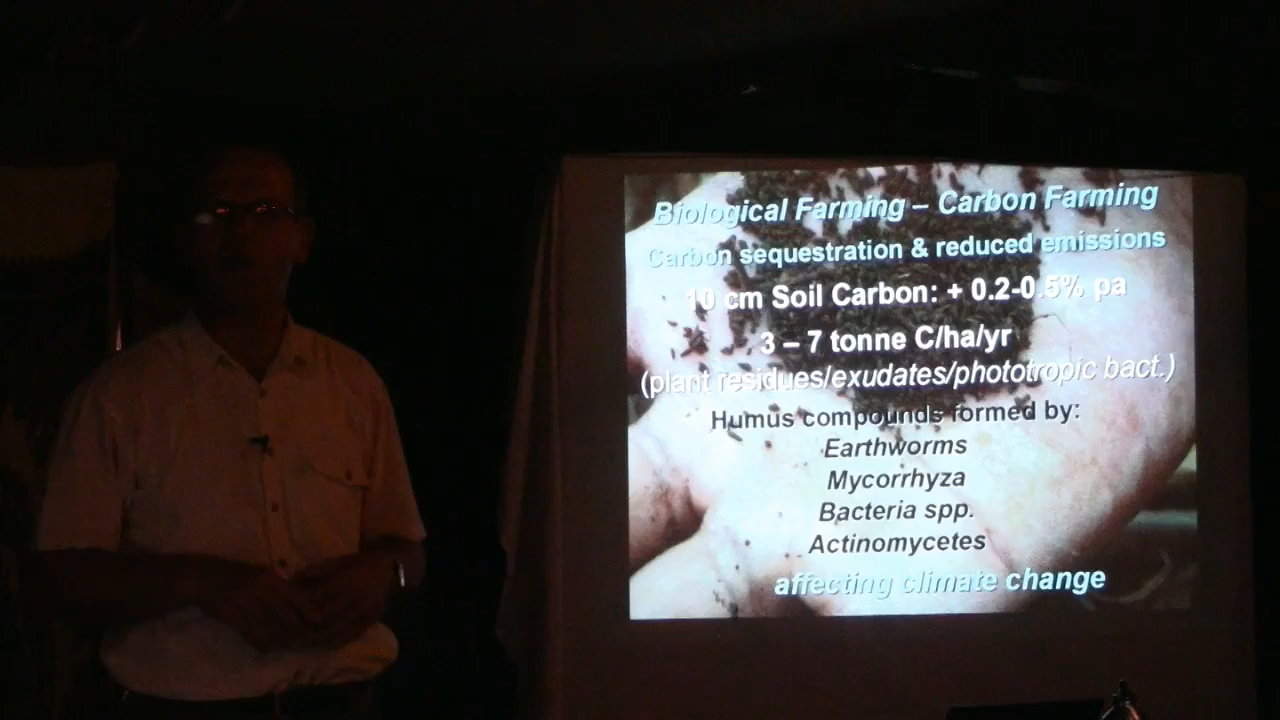 Biological Farming – Carbon Farming
Carbon sequestration & reduced emissions
10 cm Soil Carbon: + 0.2-0.5% pa
3 – 7 tonne C/ha/yr
(plant residues/exudates/phototropic bact.)
Humus compounds formed by:
Earthworms
Mycorrhyza
Bacteria spp.
Actinomycetes
affecting climate change